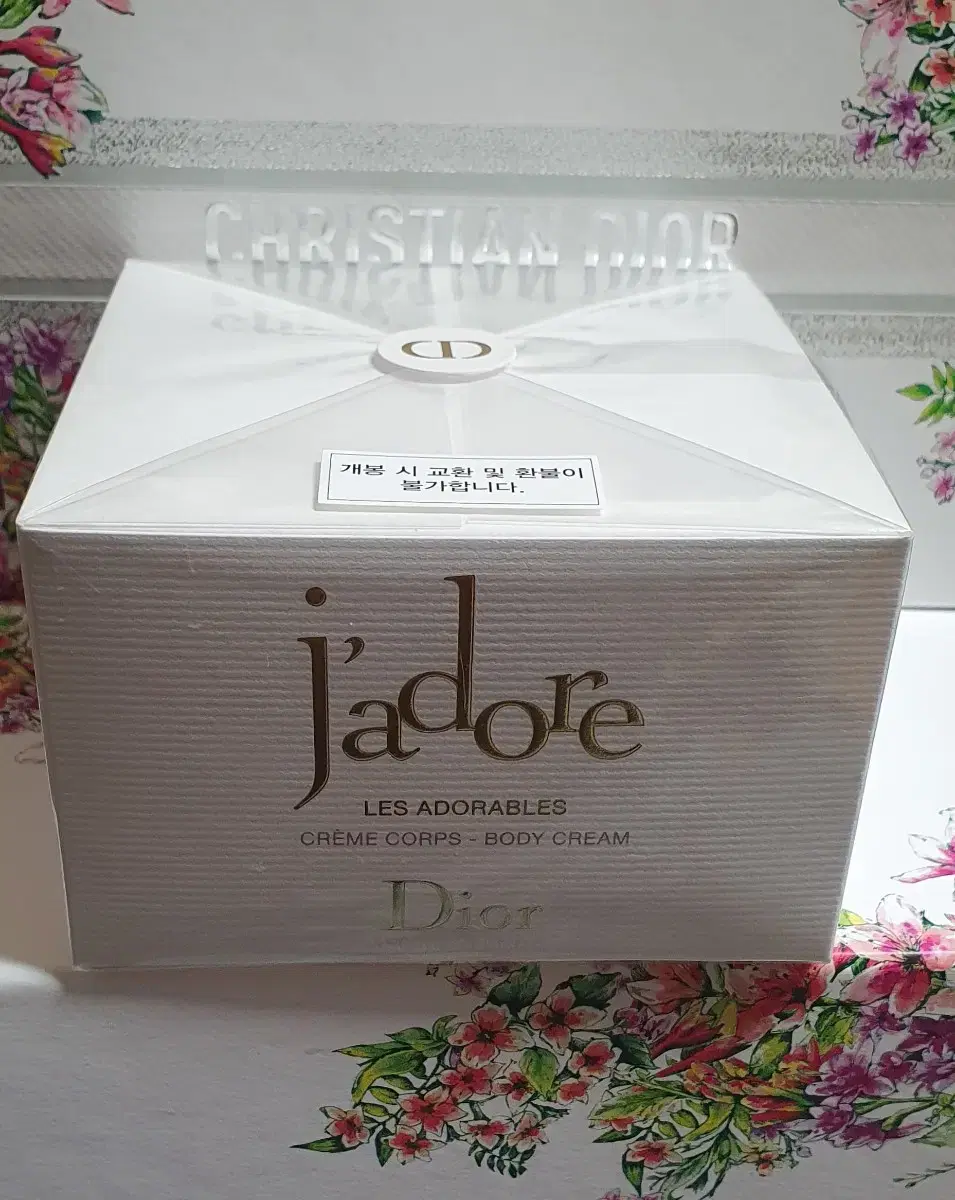 CHRISTIAN DIOR
CD
개봉 시 교환 및 환불이
불가합니다.
j'adore
LES ADORABLES
CRÈME CORPS - BODY CREAM
Dior